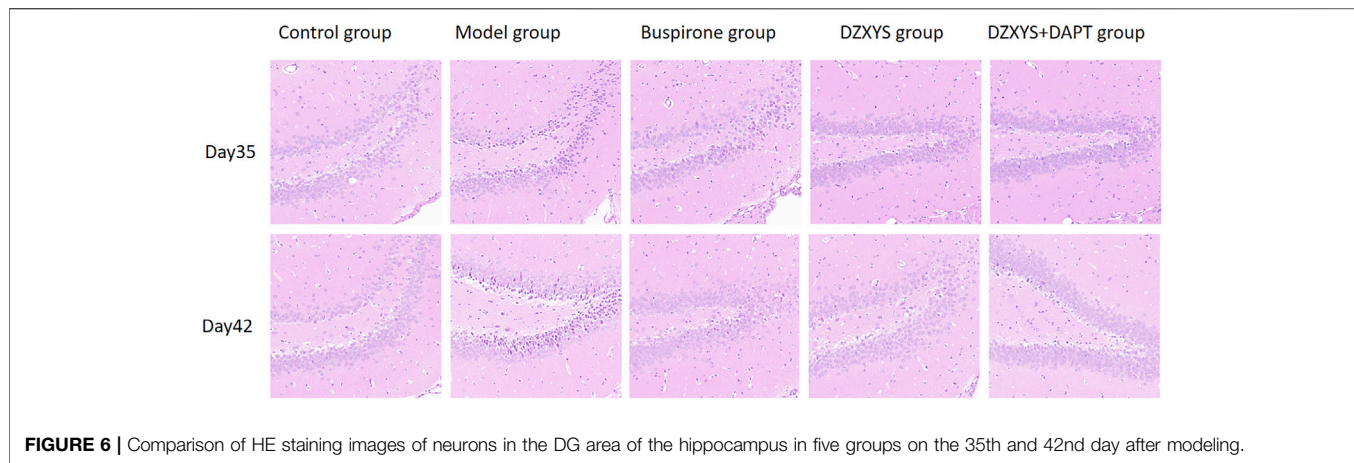 Control group Model group Buspirone group DZXYS group DZXYS+DAPT group
Day35
Day42
FIGURE 6 | Comparison of HE staining images of neurons in the DG area of the hippocampus in five groups on the 35th and 42nd day after modeling.